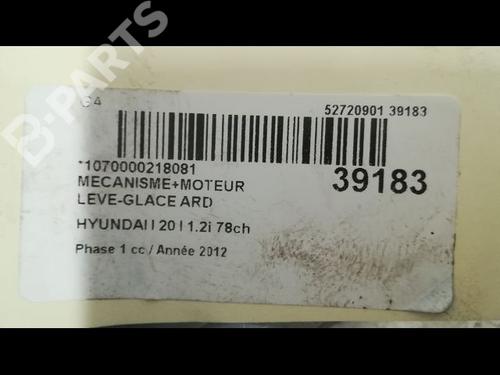 G4
52720901 39183
*1070000218081
39183
MECANISME+MOTEUR
LEVE-GLACE ARD
HYUNDAI I 20 I 1.2i 78ch
Phase 1 cc / Année 2012
B-PARTS